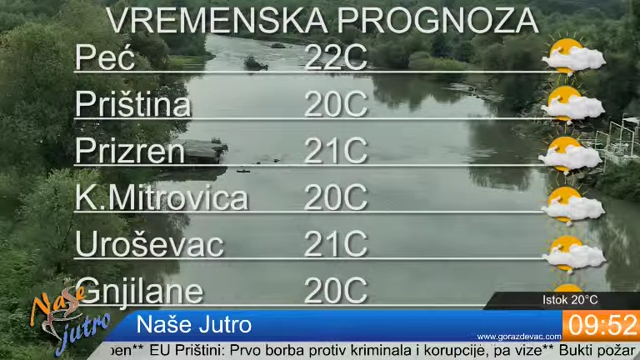 VREMENSKA PROGNOZA
Peć 22C
Priština 20C
Prizren 21C
K.Mitrovica 20C
Uroševac 21C
Gnjilane 20C
Istok 20°C
Naše jutro
Naše Jutro
www.gorazdevac.com
09:52
EU Prištini: Prvo borba protiv kriminala i korupcije, pa vize** Bukti požar